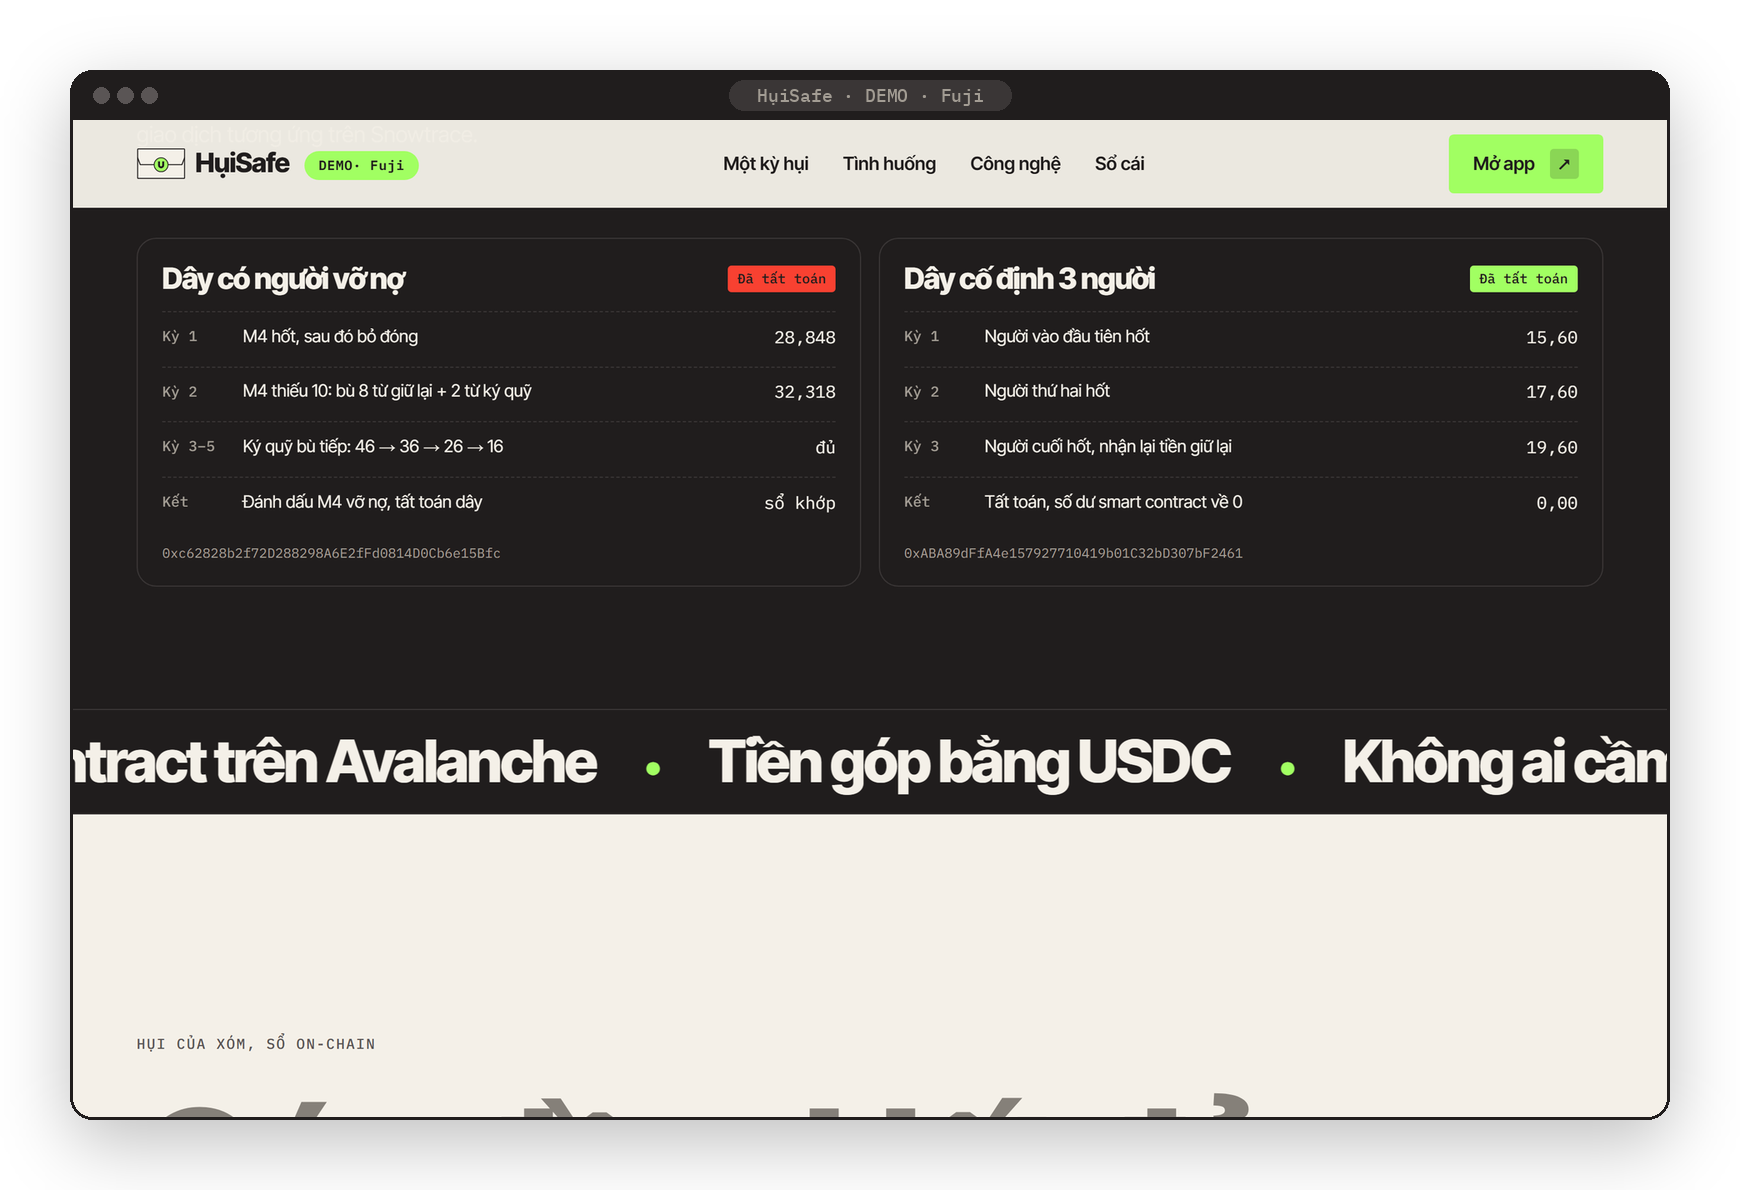 HụiSafe · DEMO · Fuji
giao dịch tương ứng trên Snowtrace.
HụiSafe DEMO· Fuji Một kỳ hụi Tình huống Công nghệ Sổ cái Mở app ↗
Dây có người vỡ nợ Đã tất toán
Kỳ 1 M4 hốt, sau đó bỏ đóng 28,848
Kỳ 2 M4 thiếu 10: bù 8 từ giữ lại + 2 từ ký quỹ 32,318
Kỳ 3–5 Ký quỹ bù tiếp: 46 → 36 → 26 → 16 đủ
Kết Đánh dấu M4 vỡ nợ, tất toán dây sổ khớp
0xc62828b2f72D288298A6E2fFd0814D0Cb6e15Bfc
Dây cố định 3 người Đã tất toán
Kỳ 1 Người vào đầu tiên hốt 15,60
Kỳ 2 Người thứ hai hốt 17,60
Kỳ 3 Người cuối hốt, nhận lại tiền giữ lại 19,60
Kết Tất toán, số dư smart contract về 0 0,00
0xABA89dFfA4e157927710419b01C32bD307bF2461
ntract trên Avalanche • Tiền góp bằng USDC • Không ai cầm
HỤI CỦA XÓM, SỔ ON-CHAIN